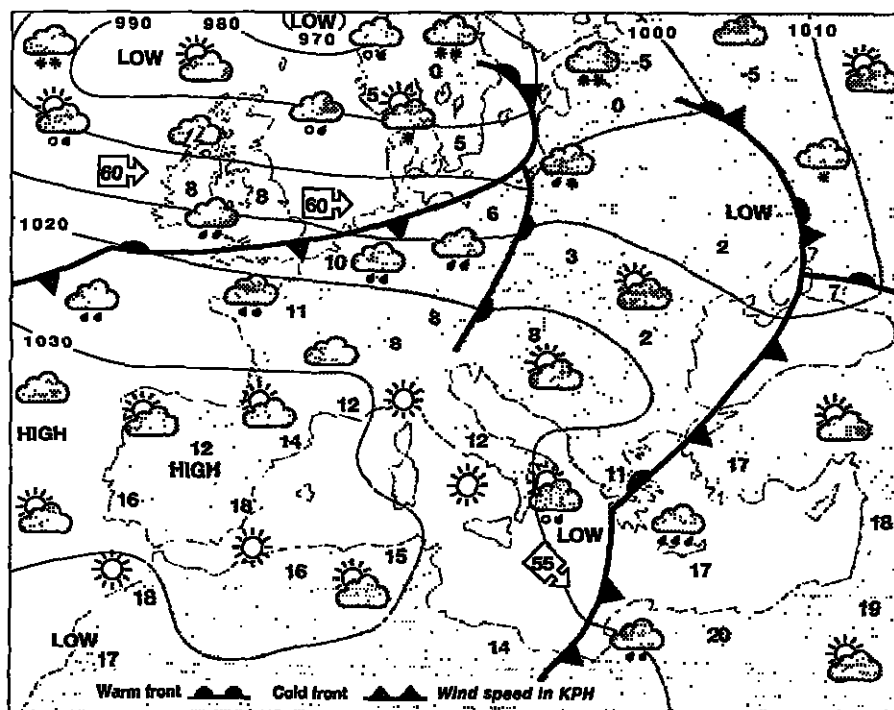 990 980 (LOW) 1000 1010
970
LOW
-5 -5
0
5 0
5
60
8 8 60
6 LOW
1020
10 3 2
7
11
8 8 2
1030 8
12
HIGH 12 14 12
HIGH 11 17
16 18
18
LOW
15
16 55 17
18
19
LOW
17 14 20
Warm front Cold front Wind speed in KPH